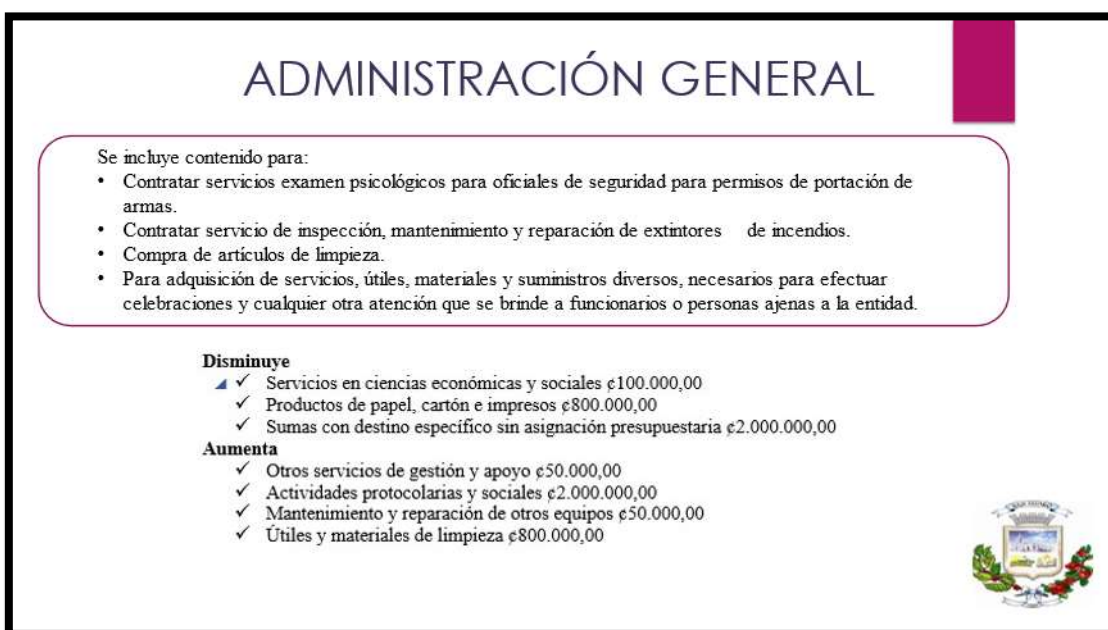 ADMINISTRACIÓN GENERAL
Se incluye contenido para:
• Contratar servicios examen psicológicos para oficiales de seguridad para permisos de portación de
armas.
• Contratar servicio de inspección, mantenimiento y reparación de extintores de incendios.
• Compra de artículos de limpieza.
• Para adquisición de servicios, útiles, materiales y suministros diversos, necesarios para efectuar
celebraciones y cualquier otra atención que se brinde a funcionarios o personas ajenas a la entidad.
Disminuye
✓ Servicios en ciencias económicas y sociales ¢100.000,00
✓ Productos de papel, cartón e impresos ¢800.000,00
✓ Sumas con destino específico sin asignación presupuestaria ¢2.000.000,00
Aumenta
✓ Otros servicios de gestión y apoyo ¢50.000,00
✓ Actividades protocolarias y sociales ¢2.000.000,00
✓ Mantenimiento y reparación de otros equipos ¢50.000,00
✓ Útiles y materiales de limpieza ¢800.000,00